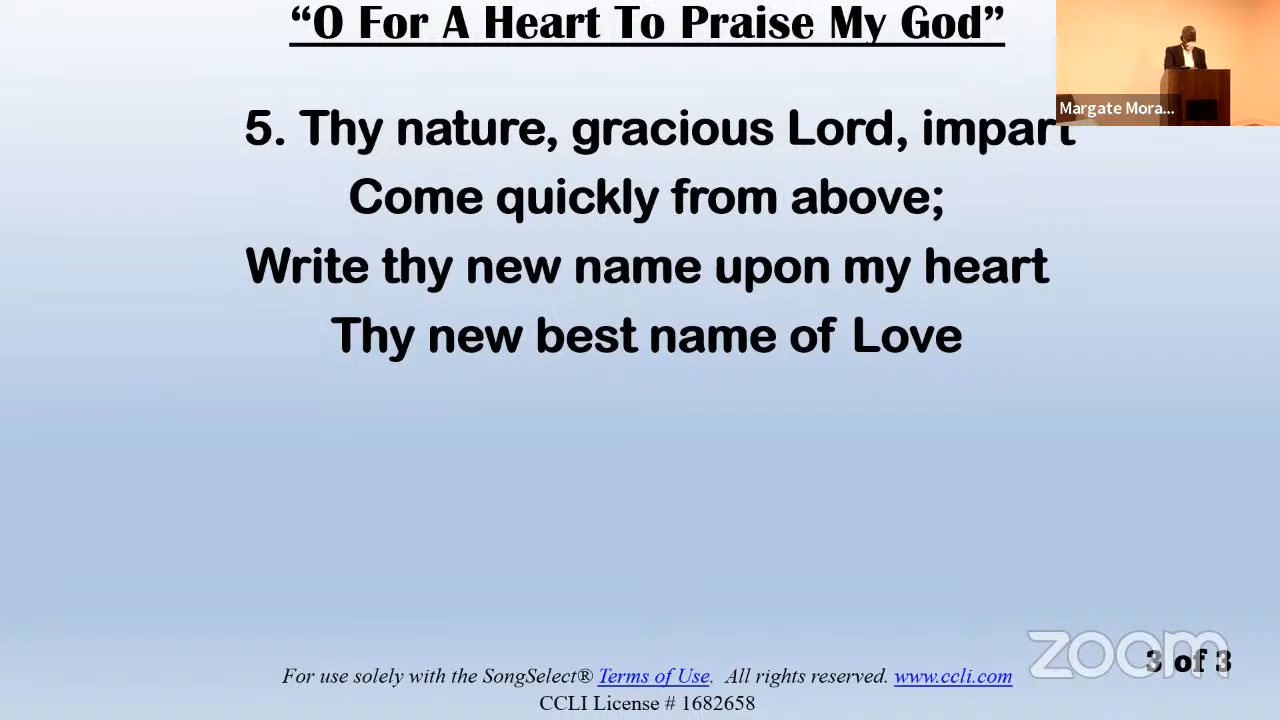 “O For A Heart To Praise My God”
Margate Mora...
5. Thy nature, gracious Lord, impart
Come quickly from above;
Write thy new name upon my heart
Thy new best name of Love
zoom
3 of 3
For use solely with the SongSelect® Terms of Use. All rights reserved. www.ccli.com
CCLI License # 1682658